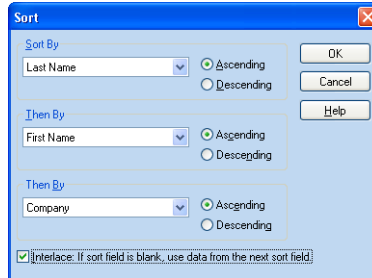 Sort
Sort By
Last Name
Ascending
Descending
OK
Cancel
Help
Then By
First Name
Ascending
Descending
Then By
Company
Ascending
Descending
Interlace: If sort field is blank, use data from the next sort field.